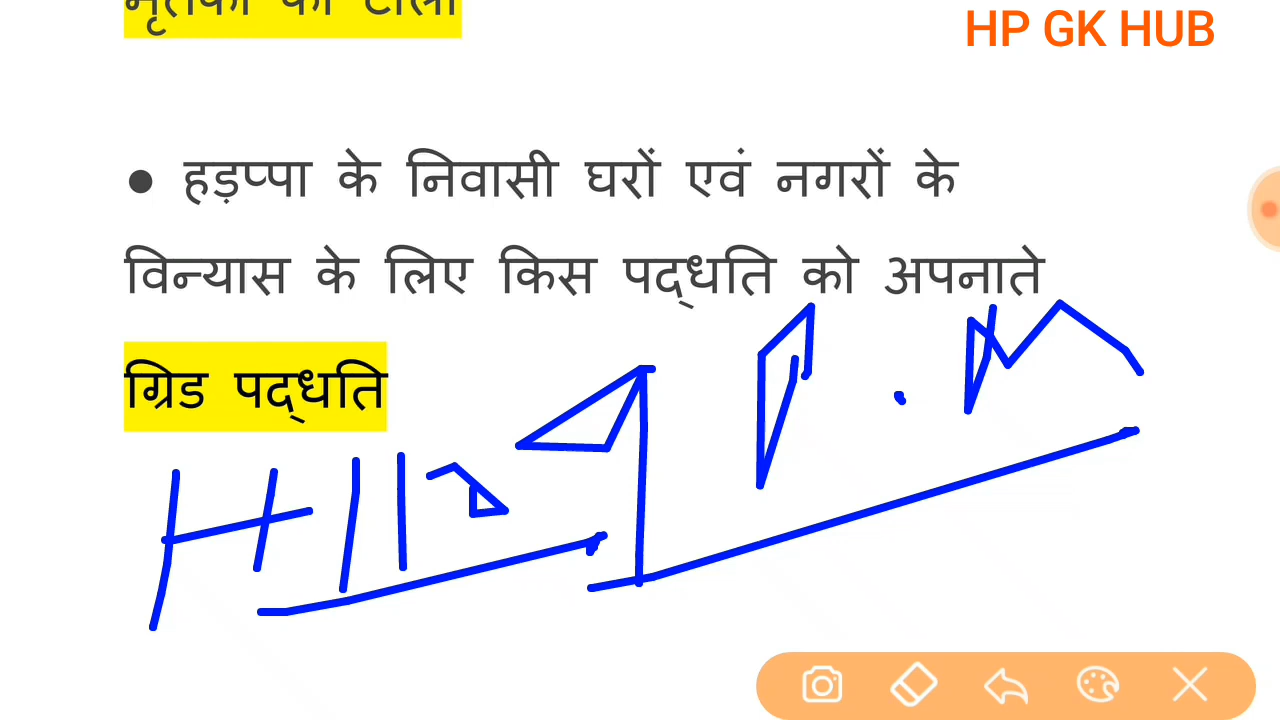 HP GK HUB
● हड़प्पा के निवासी घरों एवं नगरों के
विन्यास के लिए किस पद्धति को अपनाते
ग्रिड पद्धति